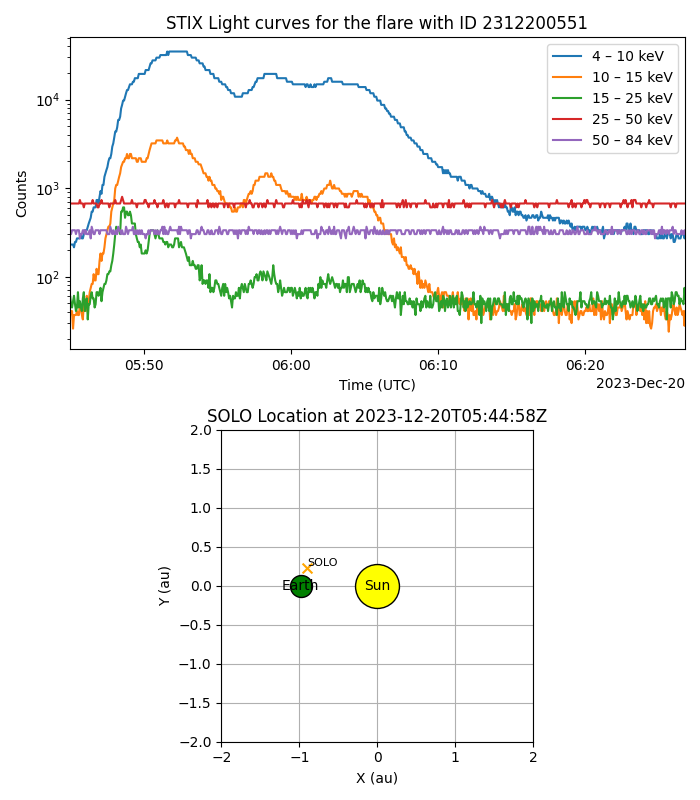 STIX Light curves for the flare with ID 2312200551
4 – 10 keV
10 – 15 keV
15 – 25 keV
25 – 50 keV
50 – 84 keV
Counts
10⁴
10³
10²
05:50 06:00 06:10 06:20
Time (UTC)
2023-Dec-20
SOLO Location at 2023-12-20T05:44:58Z
Y (au)
2.0
1.5
1.0
0.5
0.0
−0.5
−1.0
−1.5
−2.0
SOLO
Earth
Sun
−2 −1 0 1 2
X (au)